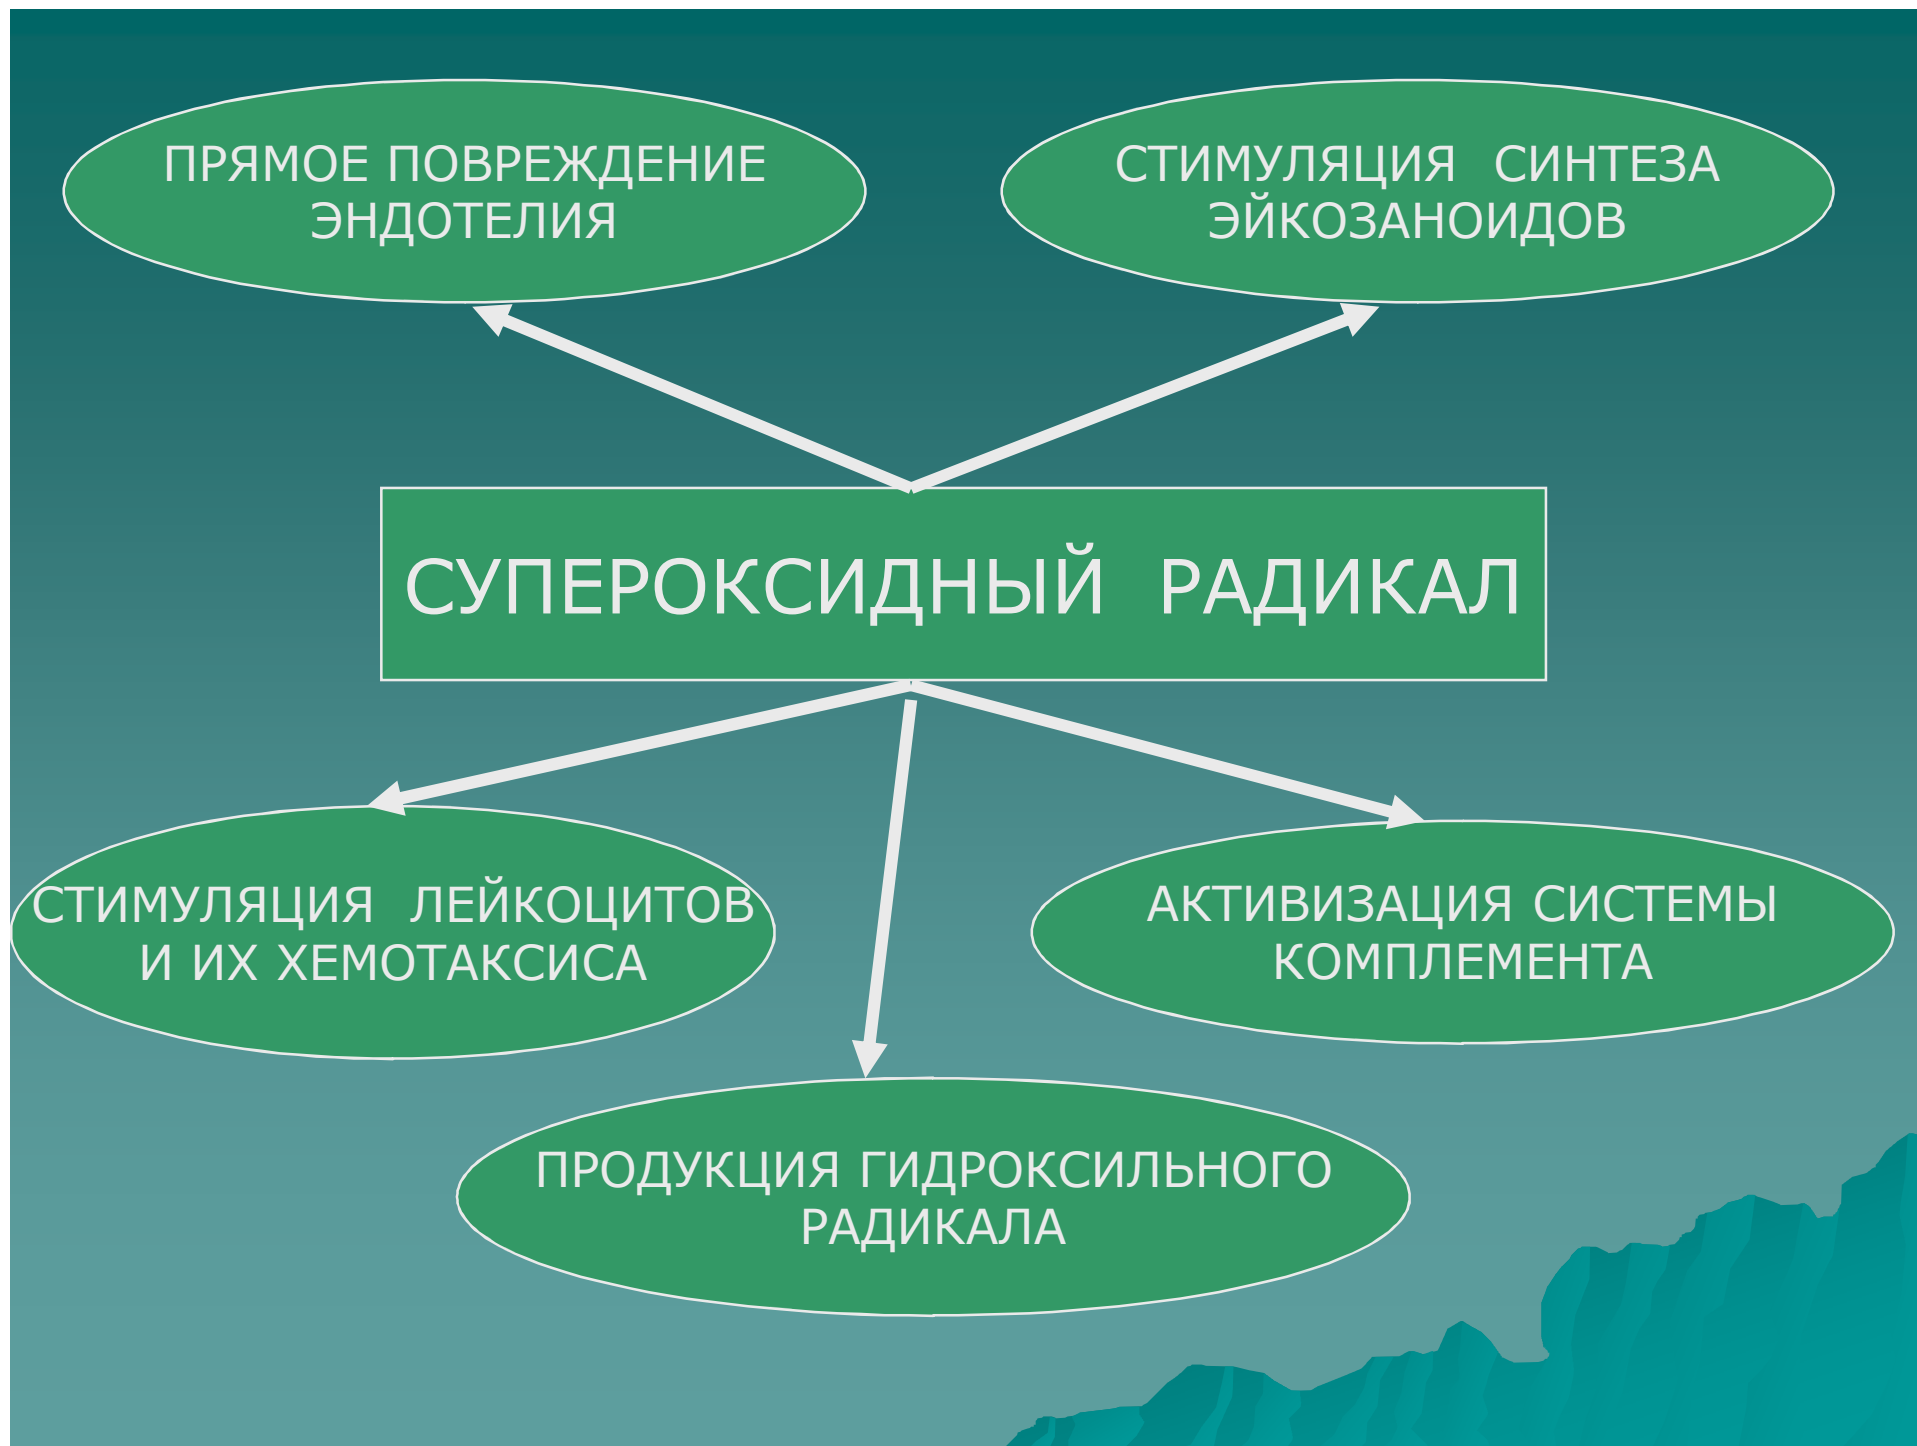 ПРЯМОЕ ПОВРЕЖДЕНИЕ
ЭНДОТЕЛИЯ
СТИМУЛЯЦИЯ СИНТЕЗА
ЭЙКОЗАНОИДОВ
СУПЕРОКСИДНЫЙ РАДИКАЛ
СТИМУЛЯЦИЯ ЛЕЙКОЦИТОВ
И ИХ ХЕМОТАКСИСА
АКТИВИЗАЦИЯ СИСТЕМЫ
КОМПЛЕМЕНТА
ПРОДУКЦИЯ ГИДРОКСИЛЬНОГО
РАДИКАЛА